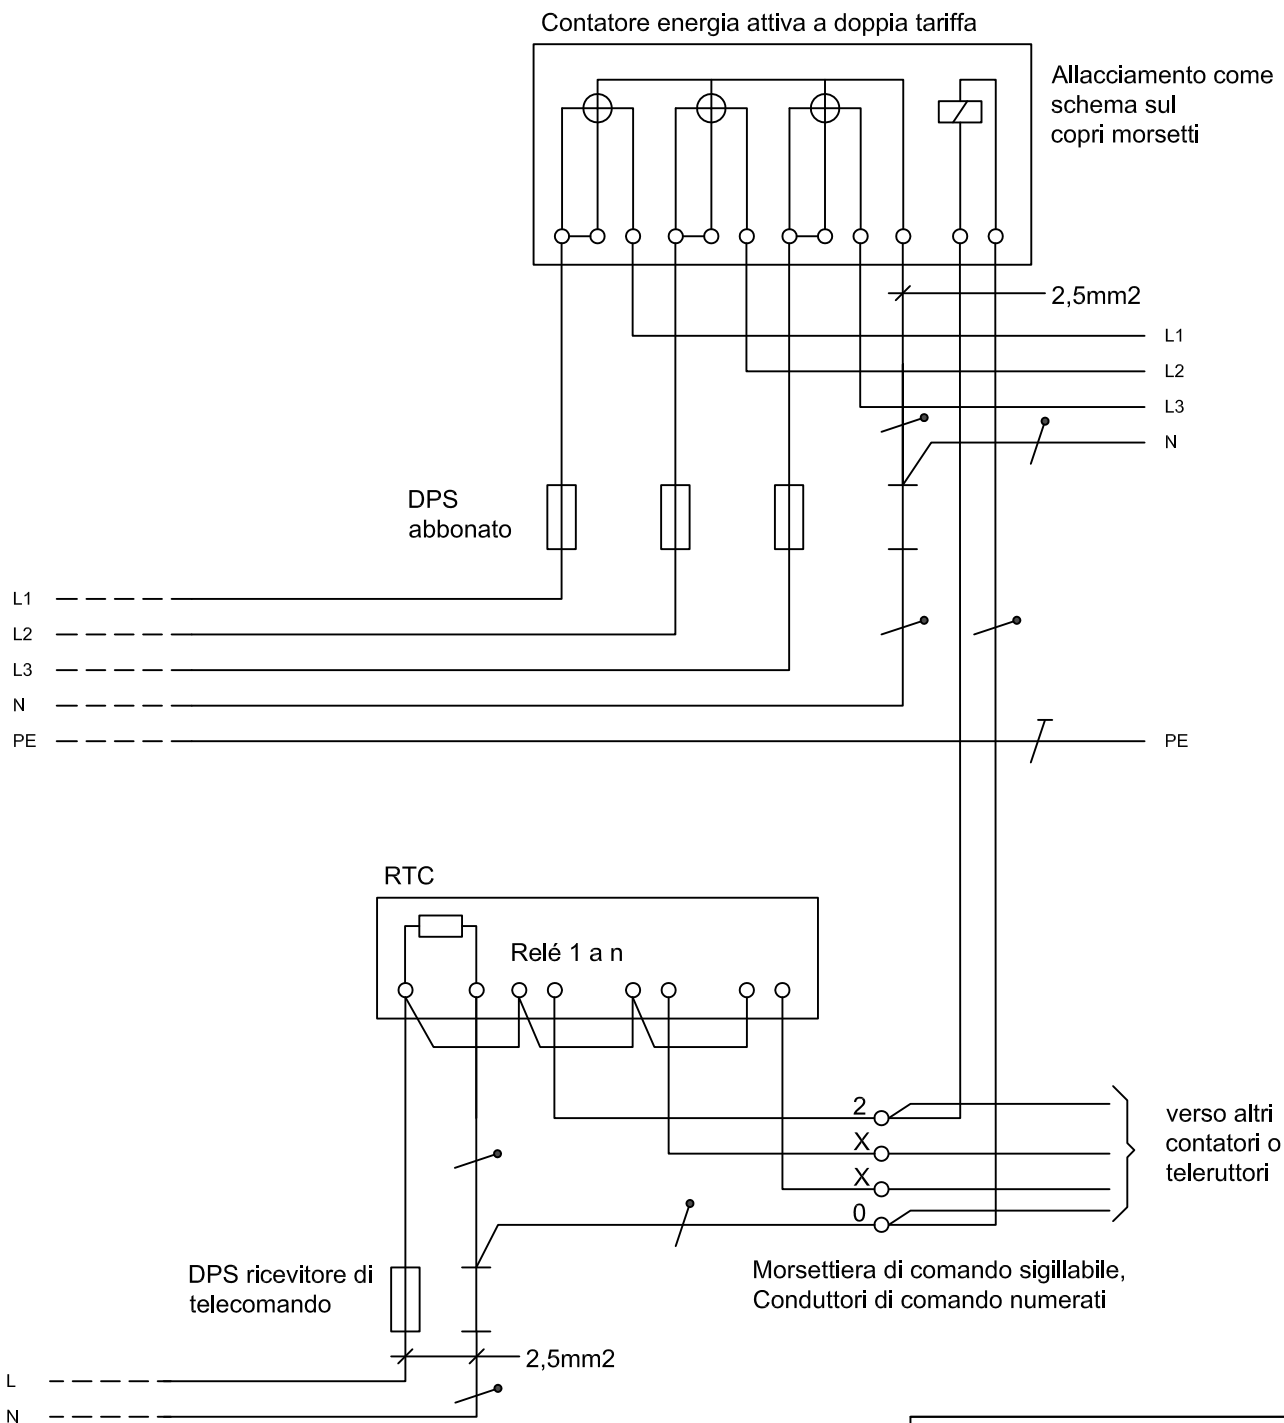 Contatore energia attiva a doppia tariffa
Allacciamento come
schema sul
copri morsetti
2,5mm2
L1
L2
L3
N
DPS
abbonato
L1
L2
L3
N
PE
PE
RTC
Relé 1 a n
2
X
X
0
verso altri
contatori o
teleruttori
DPS ricevitore di
telecomando
Morsettiera di comando sigillabile,
Conduttori di comando numerati
2,5mm2
L
N